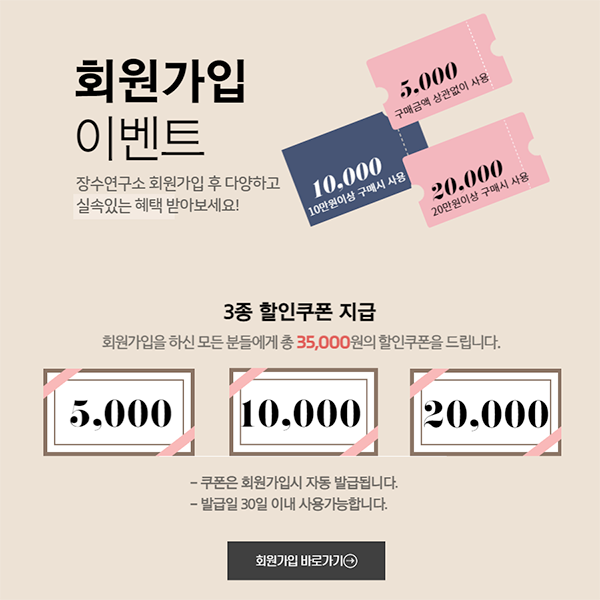 회원가입
이벤트
장수연구소 회원가입 후 다양하고
실속있는 혜택 받아보세요!
5,000
구매금액 상관없이 사용
10,000
10만원이상 구매시 사용
20,000
20만원이상 구매시 사용
3종 할인쿠폰 지급
회원가입을 하신 모든 분들에게 총 35,000원의 할인쿠폰을 드립니다.
5,000
10,000
20,000
- 쿠폰은 회원가입시 자동 발급됩니다.
- 발급일 30일 이내 사용가능합니다.
회원가입 바로가기